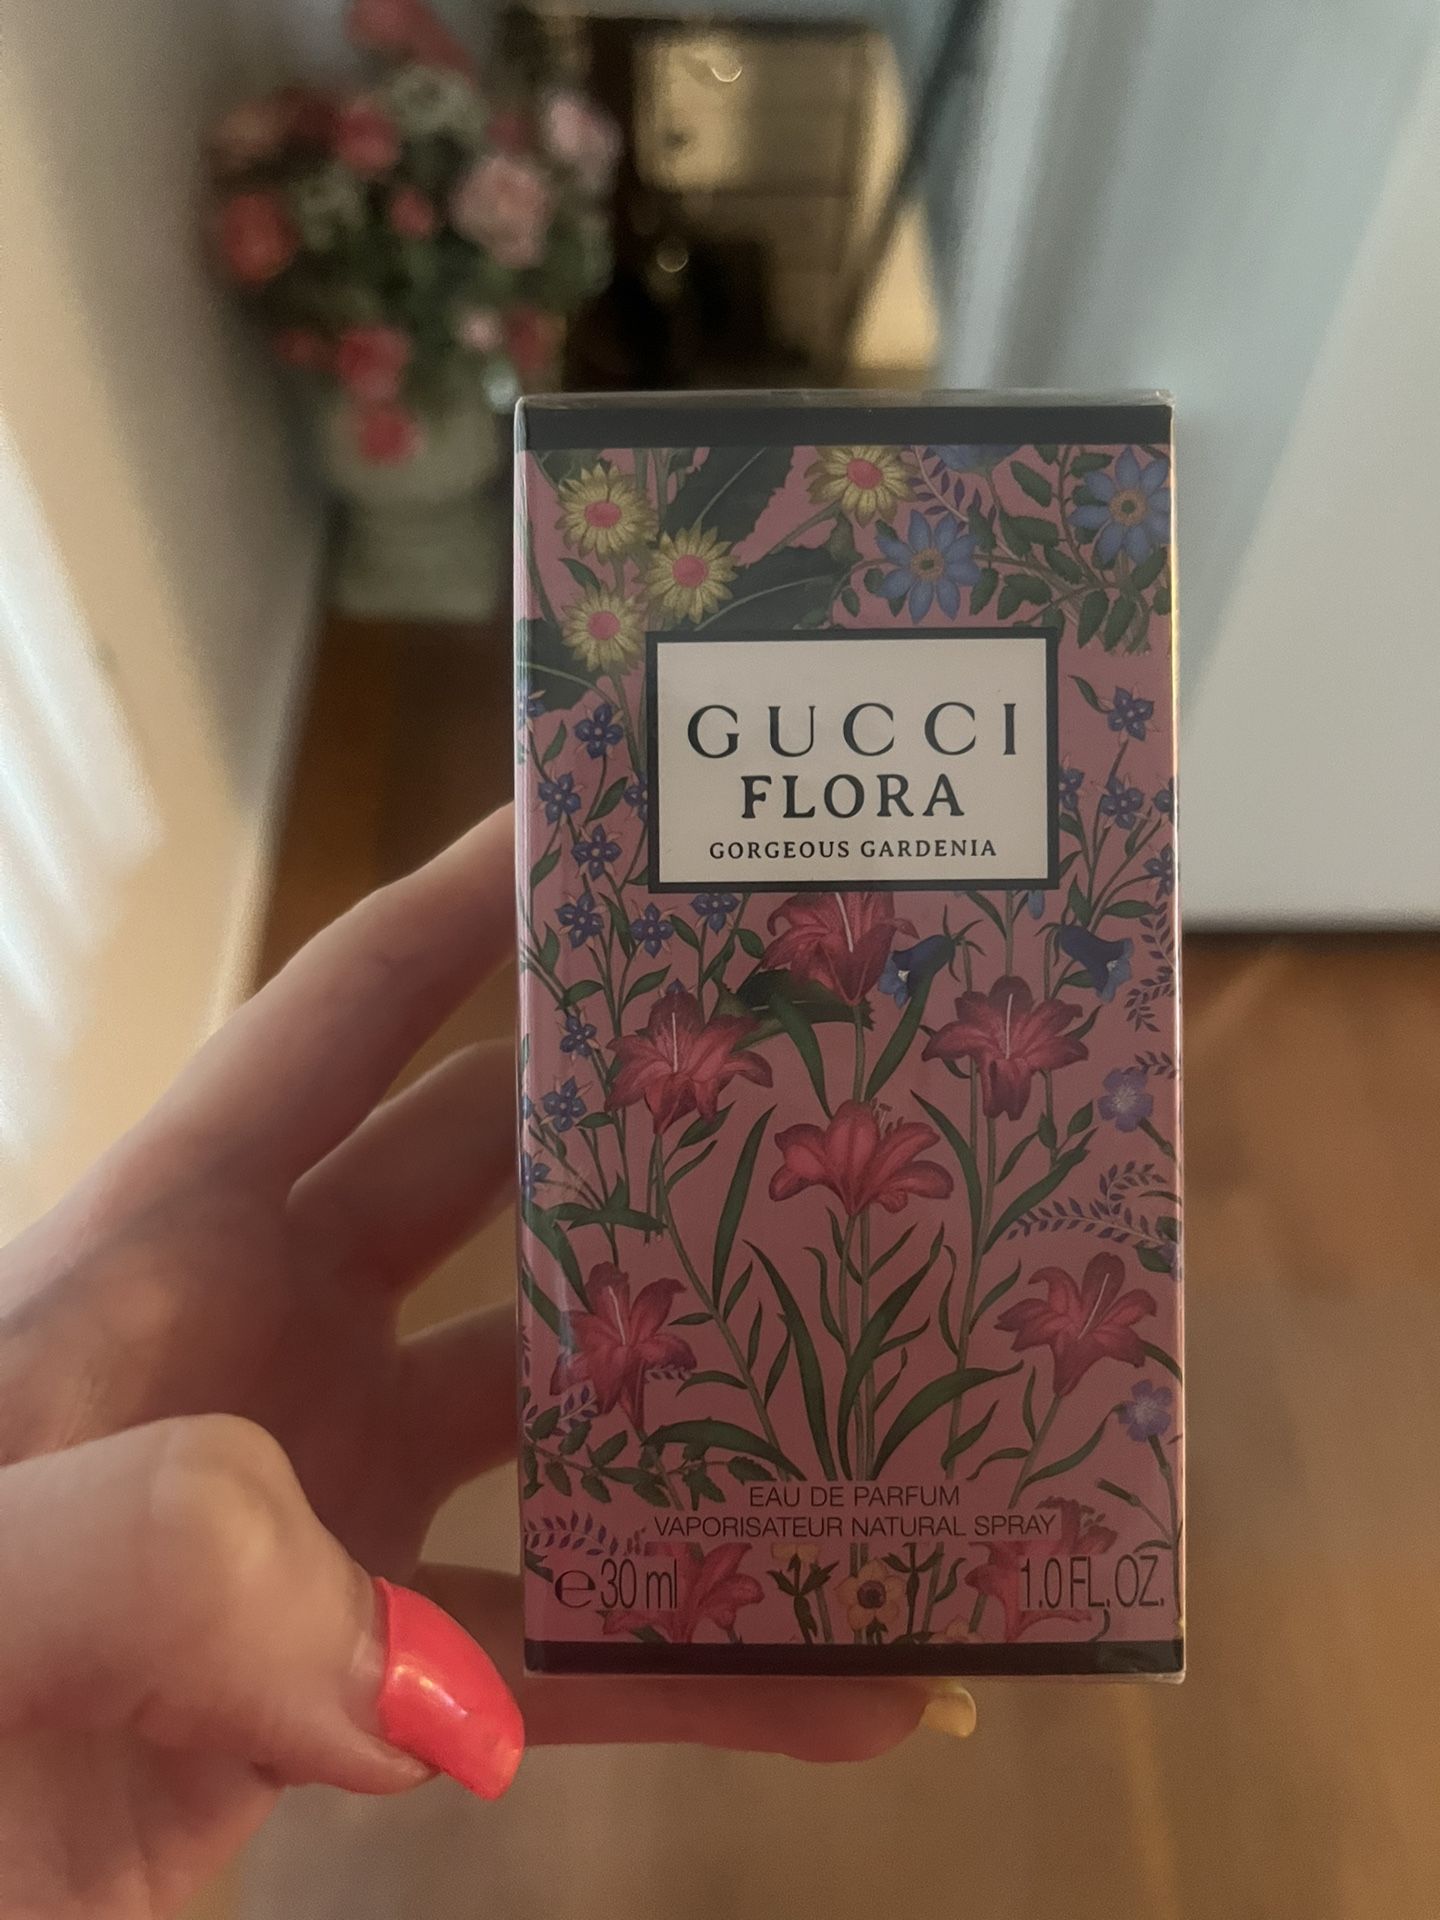 GUCCI
FLORA
GORGEOUS GARDENIA
EAU DE PARFUM
VAPORISATEUR NATURAL SPRAY
℮30 ml 1.0 FL. OZ.